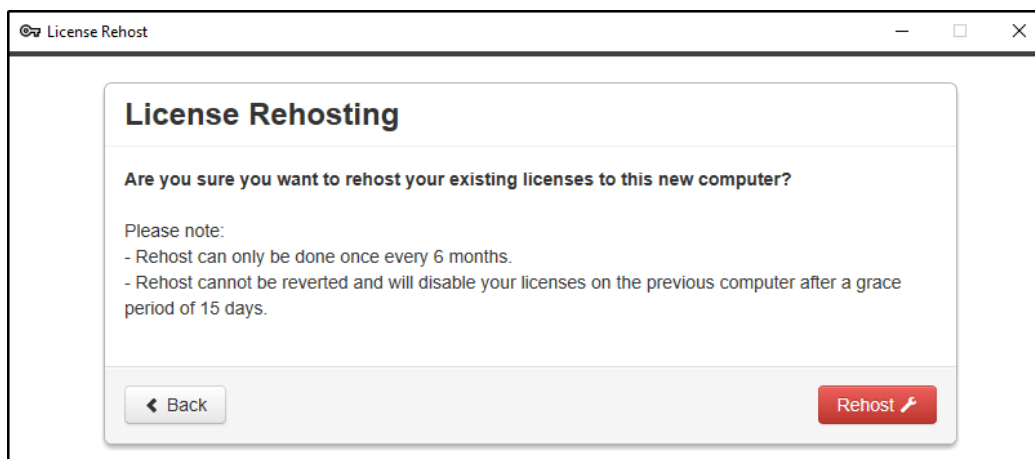 License Rehost
License Rehosting
Are you sure you want to rehost your existing licenses to this new computer?
Please note:
- Rehost can only be done once every 6 months.
- Rehost cannot be reverted and will disable your licenses on the previous computer after a grace
period of 15 days.
Back
Rehost